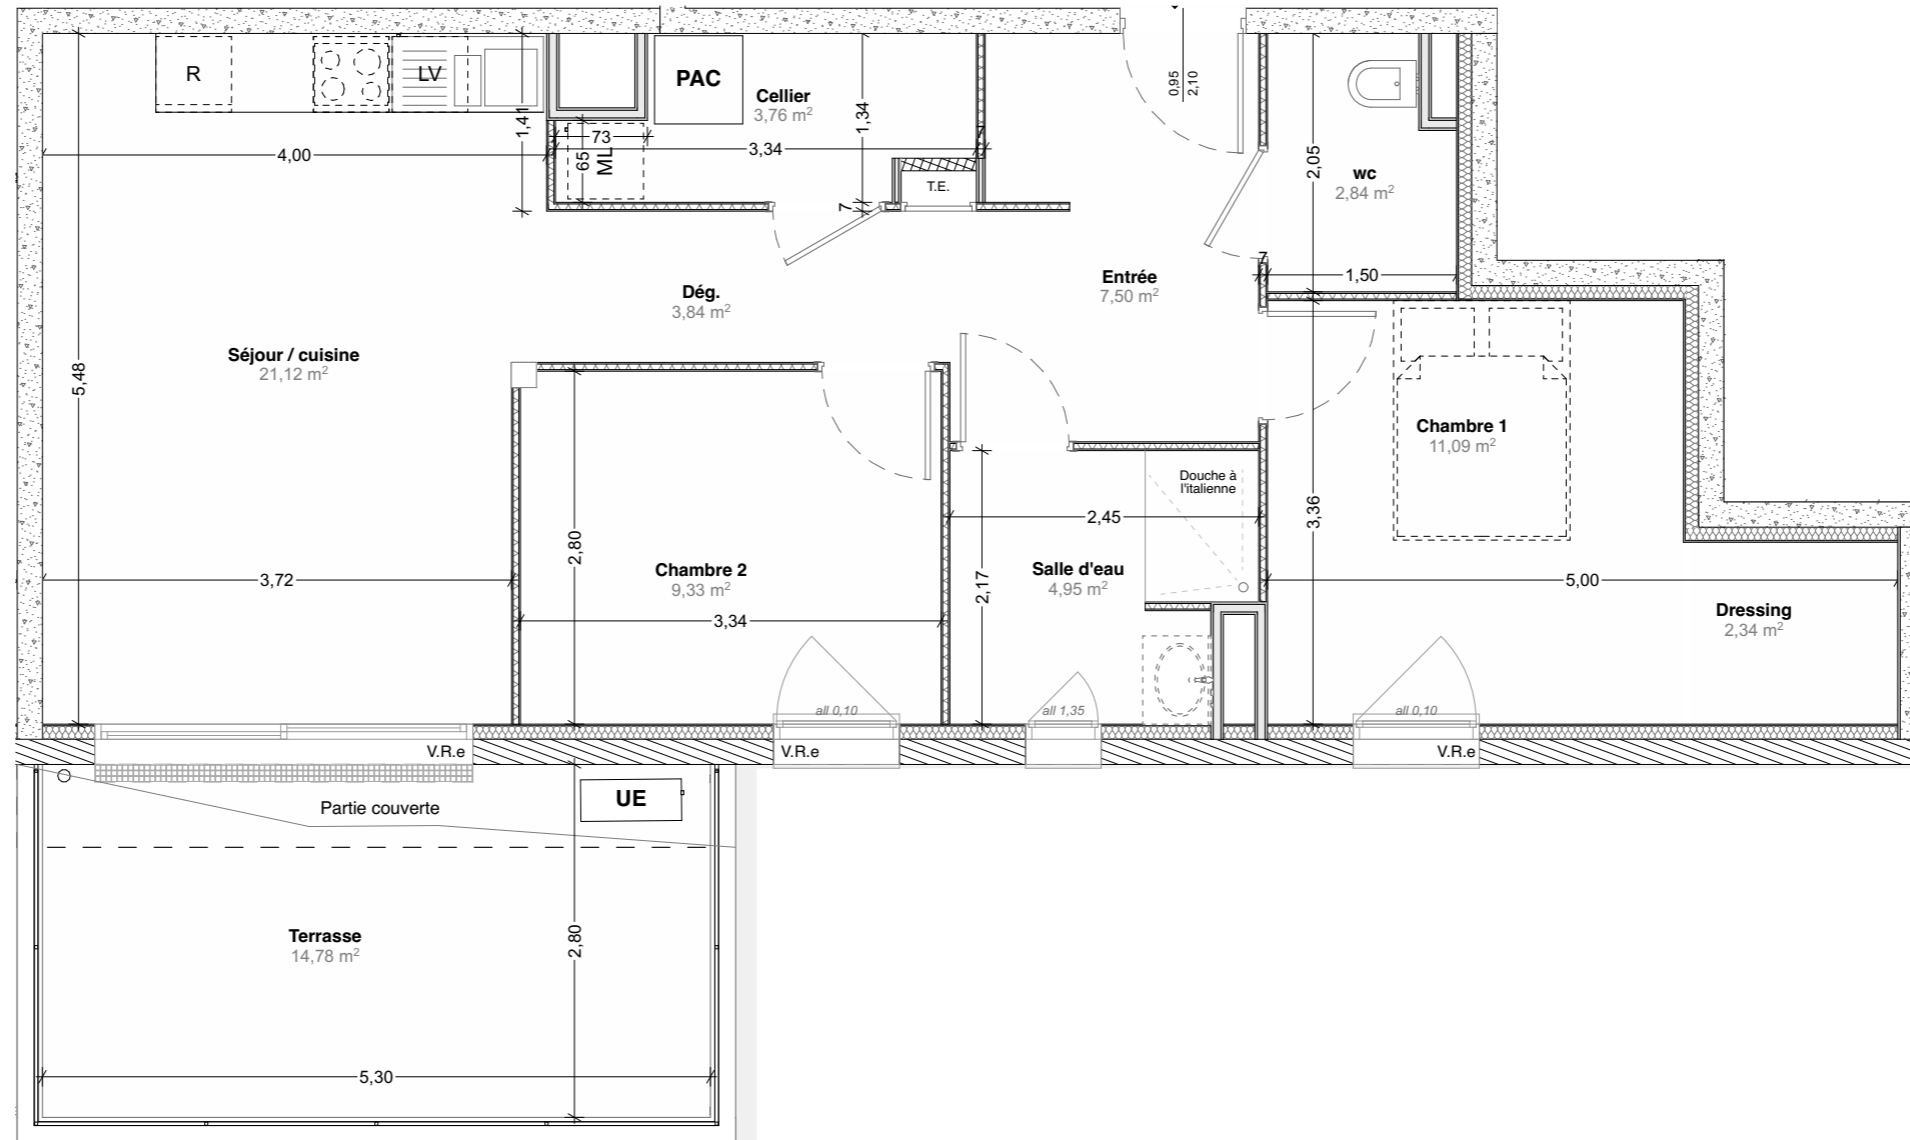 R
LV
PAC
Cellier
3,76 m²
1,41
1,34
0,95
2,10
4,00
73
65
ML
3,34
7
T.E.
7
2,05
wc
2,84 m²
7
1,50
Entrée
7,50 m²
Dég.
3,84 m²
Séjour / cuisine
21,12 m²
5,48
Chambre 1
11,09 m²
Douche à
l'italienne
2,45
3,36
2,80
2,17
3,72
Chambre 2
9,33 m²
3,34
Salle d'eau
4,95 m²
5,00
Dressing
2,34 m²
all 0,10
all 1,35
all 0,10
V.R.e
V.R.e
V.R.e
Partie couverte
UE
Terrasse
14,78 m²
2,80
5,30